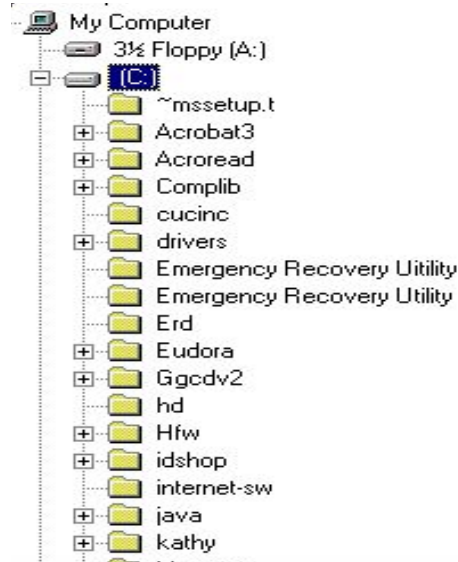 My Computer
3½ Floppy (A:)
(C:)
~mssetup.t
Acrobat3
Acroread
Complib
cucinc
drivers
Emergency Recovery Uitility
Emergency Recovery Utility
Erd
Eudora
Ggcdv2
hd
Hfw
idshop
internet-sw
java
kathy